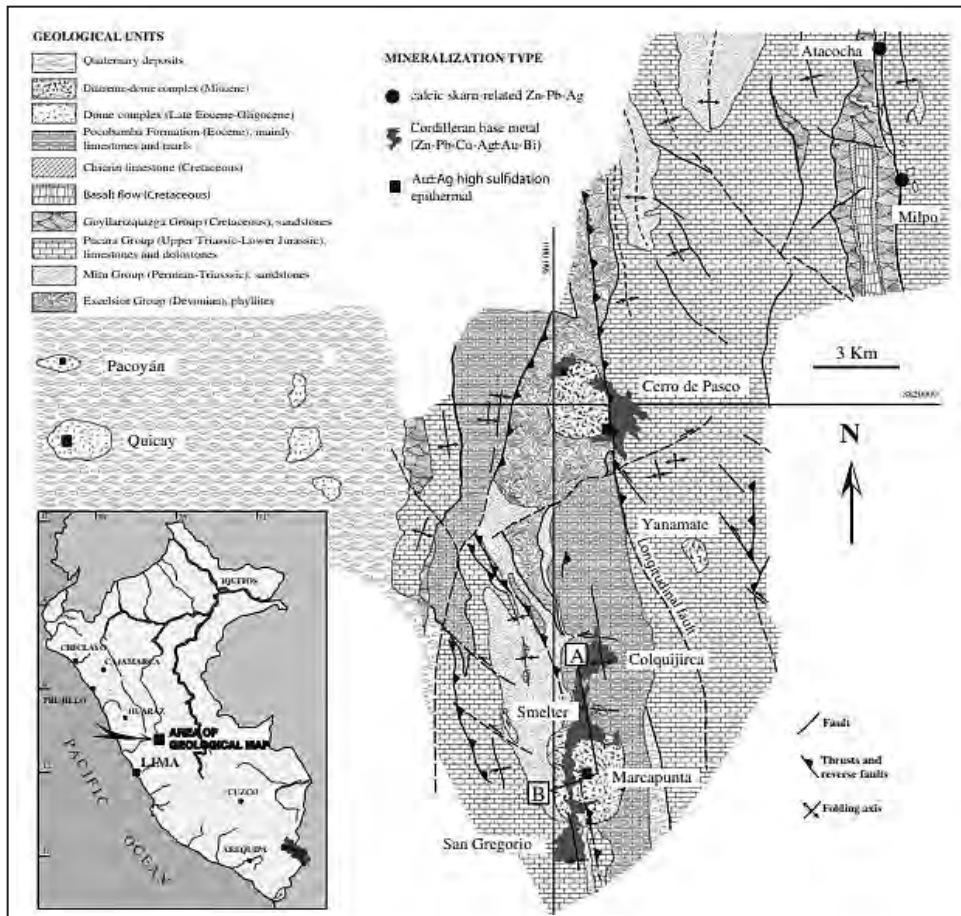 GEOLOGICAL UNITS
Quaternary deposits
Diatreme-dome complex (Miocene)
Dome complex (Late Eocene-Oligocene)
Pocobamba Formation (Eocene), mainly
limestones and marls
limestone (Cretaceous)
Basalt flow (Cretaceous)
Group (Cretaceous), sandstones
Pucara Group (Upper Triassic-Lower Jurassic),
limestones and dolostones
Mitu Group (Permian-Triassic), sandstones
Excelsior Group (Devonian), phyllites
MINERALIZATION TYPE
calcic skarn-related Zn-Pb-Ag
Cordilleran base metal
(Zn-Pb-Cu-Ag±Au-Bi)
Au±Ag high sulfidation
epithermal
Atacocha
Milpo
3 Km
Cerro de Pasco
N
Pacoyán
Quicay
Yanamate
Longitudinal fault
A
Colquijirca
Smelter
Marcapunta
B
San Gregorio
Fault
Thrusts and
reverse faults
Folding axis
IQUITOS
CHICLAYO
CAJAMARCA
TRUJILLO
HUARAZ
AREA OF
GEOLOGICAL MAP
LIMA
CUZCO
AREQUIPA
PACIFIC
OCEAN